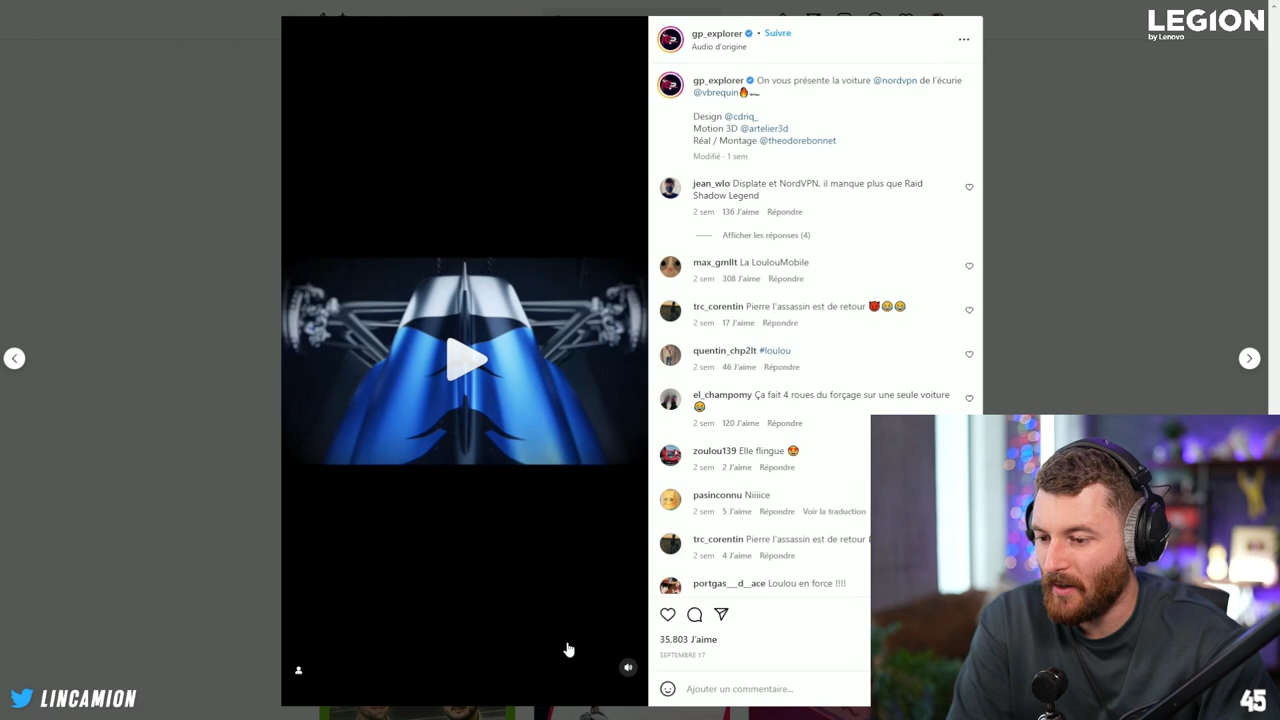 LEGION
by Lenovo
gp_explorer • Suivre
Audio d'origine
gp_explorer On vous présente la voiture @nordvpn de l'écurie
@vbrequin🔥🏎️
Design @cdriq_
Motion 3D @artelier3d
Réal / Montage @theodorebonnet
Modifié · 1 sem
jean_wlo Displate et NordVPN, il manque plus que Raid
Shadow Legend
2 sem 136 J'aime Répondre
Afficher les réponses (4)
max_gmllt La LoulouMobile
2 sem 308 J'aime Répondre
trc_corentin Pierre l'assassin est de retour 😈😂😂
2 sem 17 J'aime Répondre
quentin_chp2lt #loulou
2 sem 46 J'aime Répondre
el_champomy Ça fait 4 roues du forçage sur une seule voiture
😂
2 sem 120 J'aime Répondre
zoulou139 Elle flingue 😍
2 sem 2 J'aime Répondre
pasinconnu Niiiice
2 sem 5 J'aime Répondre Voir la traduction
trc_corentin Pierre l'assassin est de retour
2 sem 4 J'aime Répondre
portgas___d__ace Loulou en force !!!!
35,803 J'aime
SEPTEMBRE 17
Ajouter un commentaire...
45